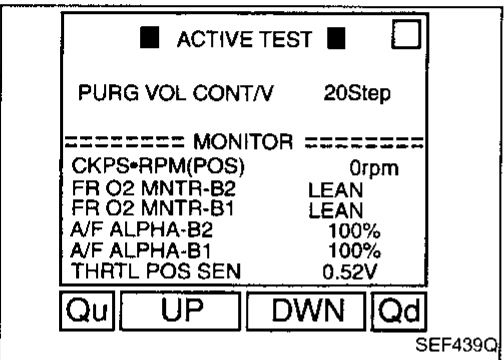 ACTIVE TEST
PURG VOL CONT/V 20Step
======== MONITOR ========
CKPS•RPM(POS) 0rpm
FR O2 MNTR-B2 LEAN
FR O2 MNTR-B1 LEAN
A/F ALPHA-B2 100%
A/F ALPHA-B1 100%
THRTL POS SEN 0.52V
Qu UP DWN Qd
SEF439Q